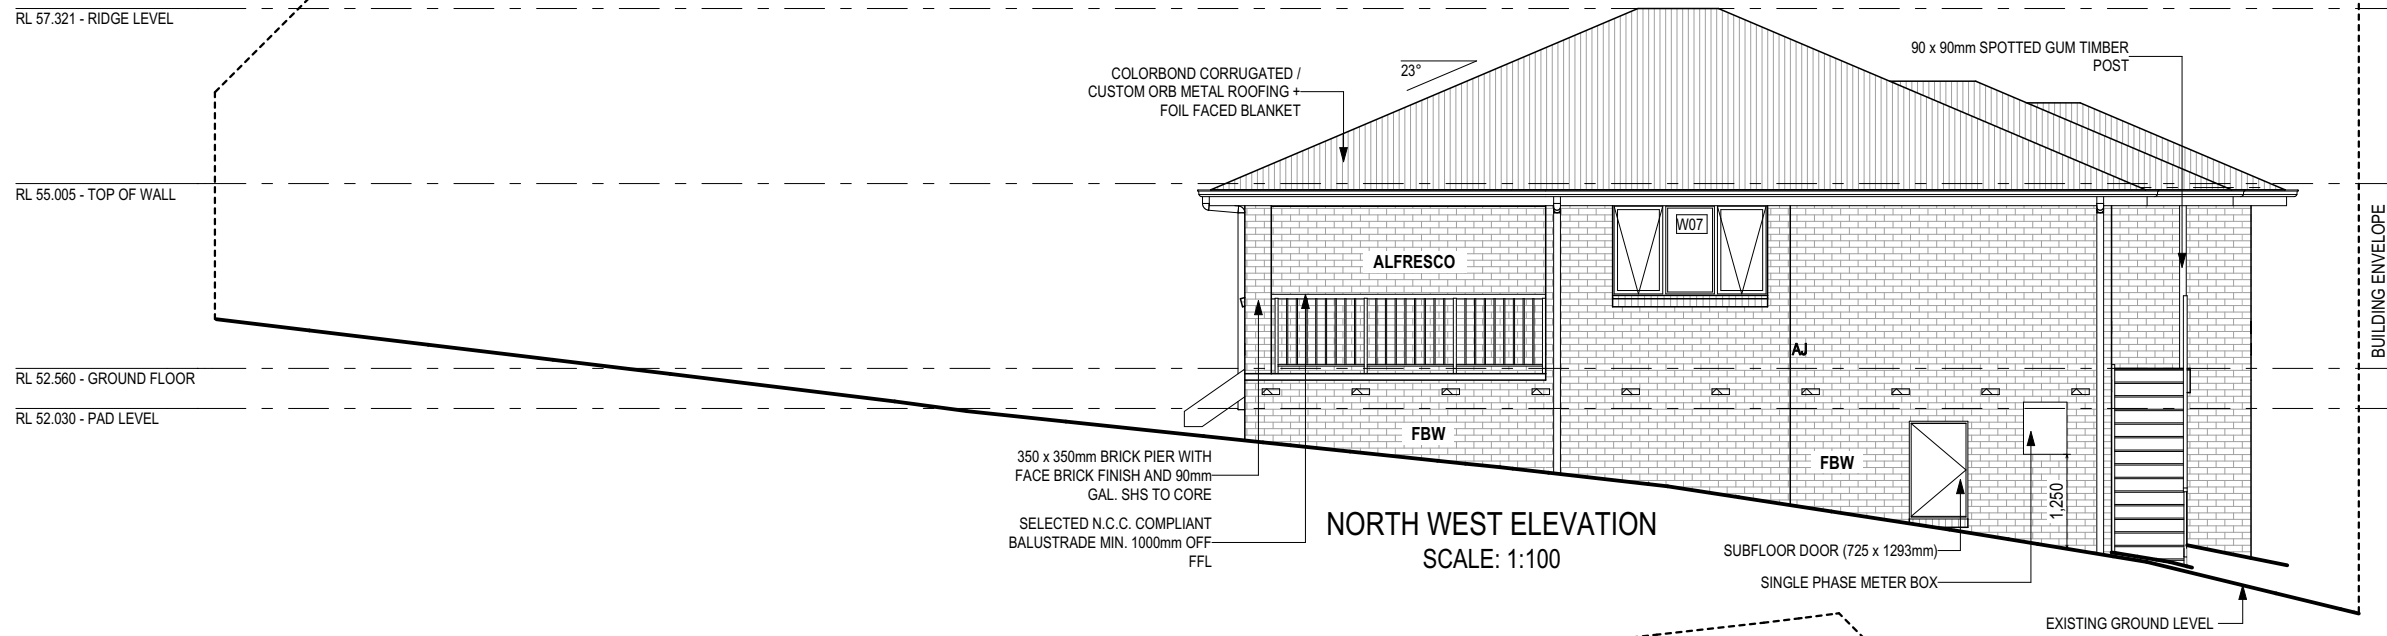 RL 57.321 - RIDGE LEVEL
90 x 90mm SPOTTED GUM TIMBER
POST
23°
COLORBOND CORRUGATED /
CUSTOM ORB METAL ROOFING +
FOIL FACED BLANKET
RL 55.005 - TOP OF WALL
W07
ALFRESCO
BUILDING ENVELOPE
AJ
RL 52.560 - GROUND FLOOR
RL 52.030 - PAD LEVEL
FBW
FBW
350 x 350mm BRICK PIER WITH
FACE BRICK FINISH AND 90mm
GAL. SHS TO CORE
1,250
SELECTED N.C.C. COMPLIANT
BALUSTRADE MIN. 1000mm OFF
FFL
NORTH WEST ELEVATION
SCALE: 1:100
SUBFLOOR DOOR (725 x 1293mm)
SINGLE PHASE METER BOX
EXISTING GROUND LEVEL